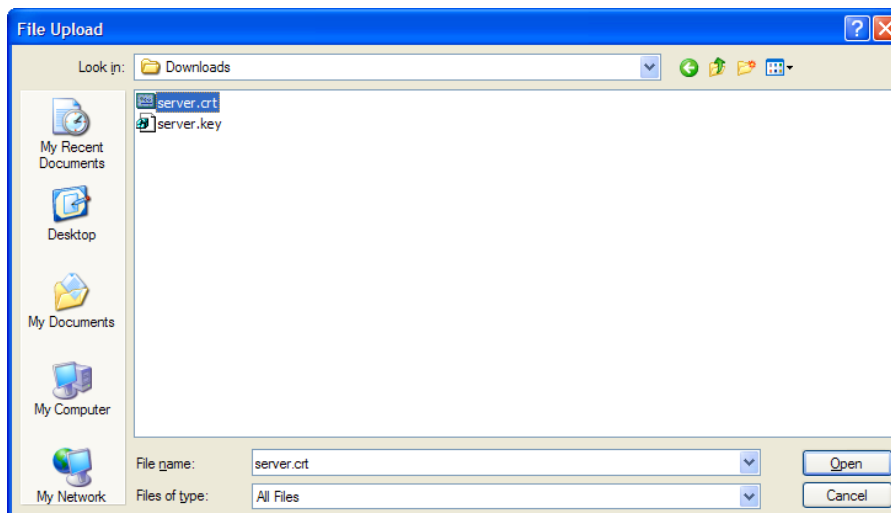 File Upload
Look in:
Downloads
server.crt
server.key
My Recent
Documents
Desktop
My Documents
My Computer
My Network
File name:
server.crt
Open
Files of type:
All Files
Cancel